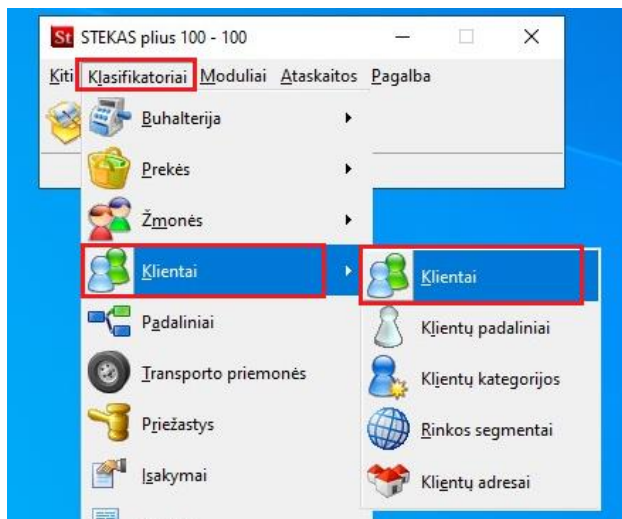 St STEKAS plius 100 - 100
Kiti Klasifikatoriai Moduliai Ataskaitos Pagalba
Buhalterija
Prekės
Žmonės
Klientai
Padaliniai
Transporto priemonės
Priežastys
Įsakymai
Klientai
Klientų padaliniai
Klientų kategorijos
Rinkos segmentai
Klientų adresai